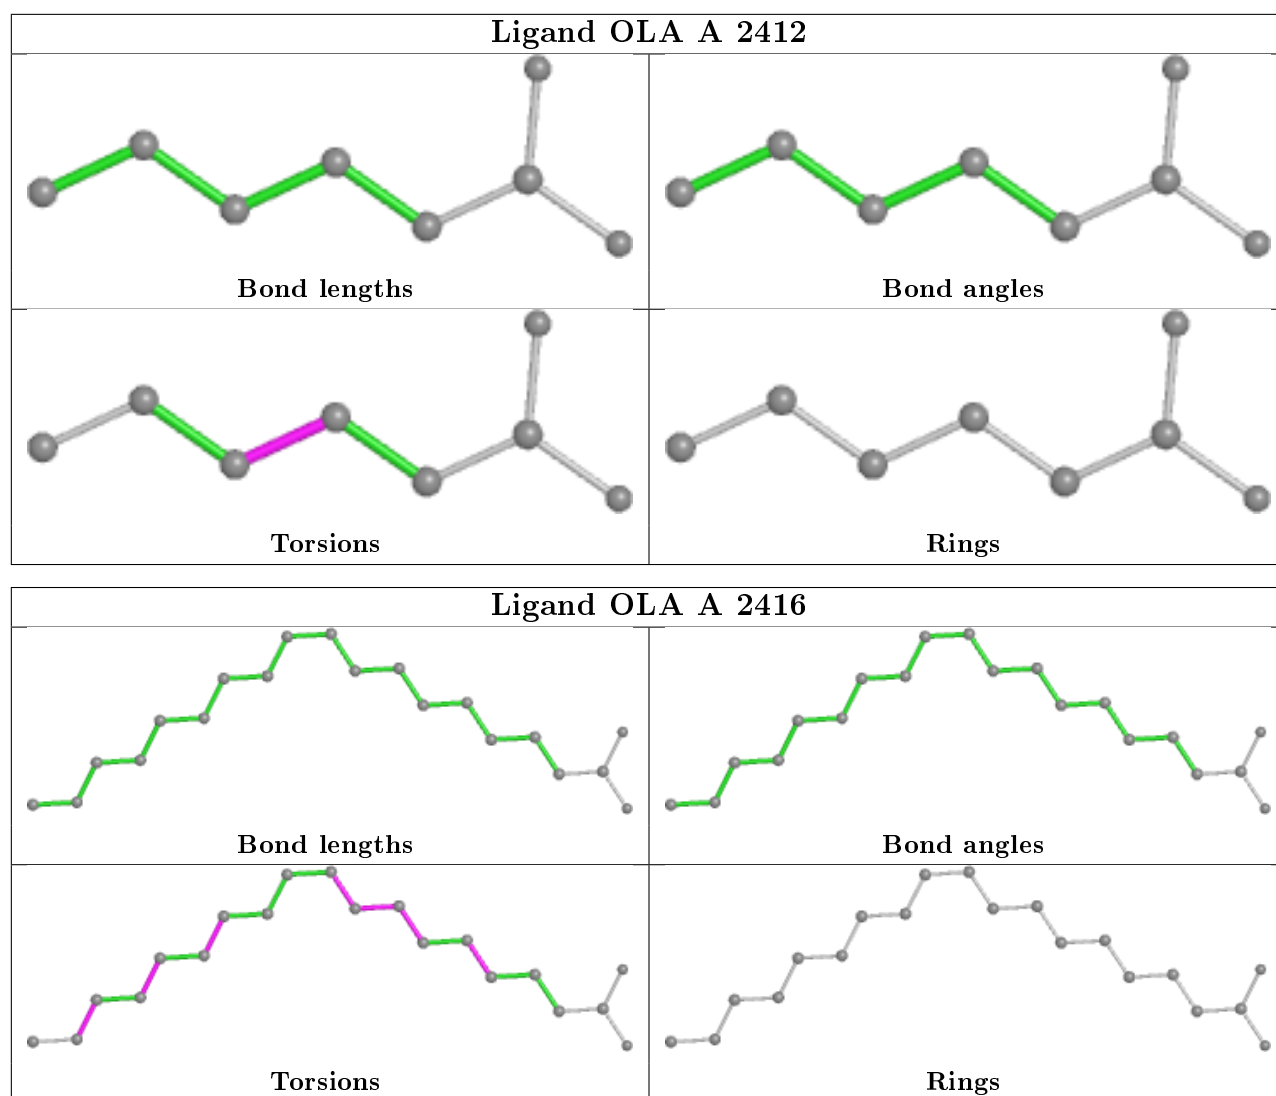 Ligand OLA A 2412
Bond lengths
Bond angles
Torsions
Rings
Ligand OLA A 2416
Bond lengths
Bond angles
Torsions
Rings